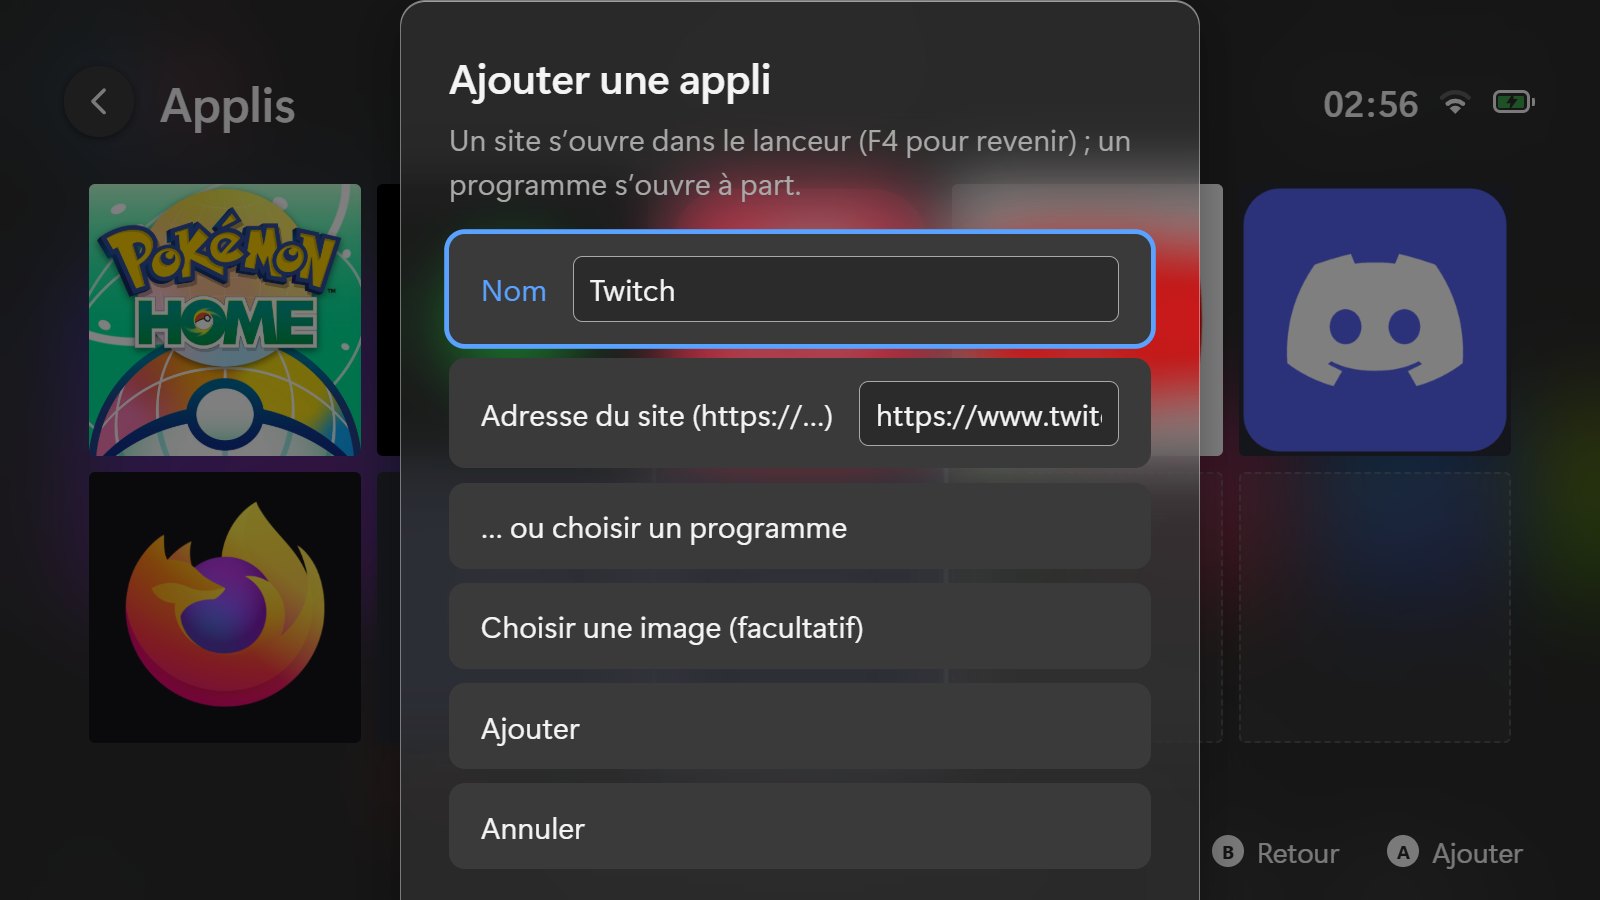 Ajouter une appli
Applis
02:56
Un site s’ouvre dans le lanceur (F4 pour revenir) ; un
programme s’ouvre à part.
POKÉMON
HOME
Nom
Twitch
Adresse du site (https://...)
https://www.twit
... ou choisir un programme
Choisir une image (facultatif)
Ajouter
Annuler
B Retour
A Ajouter